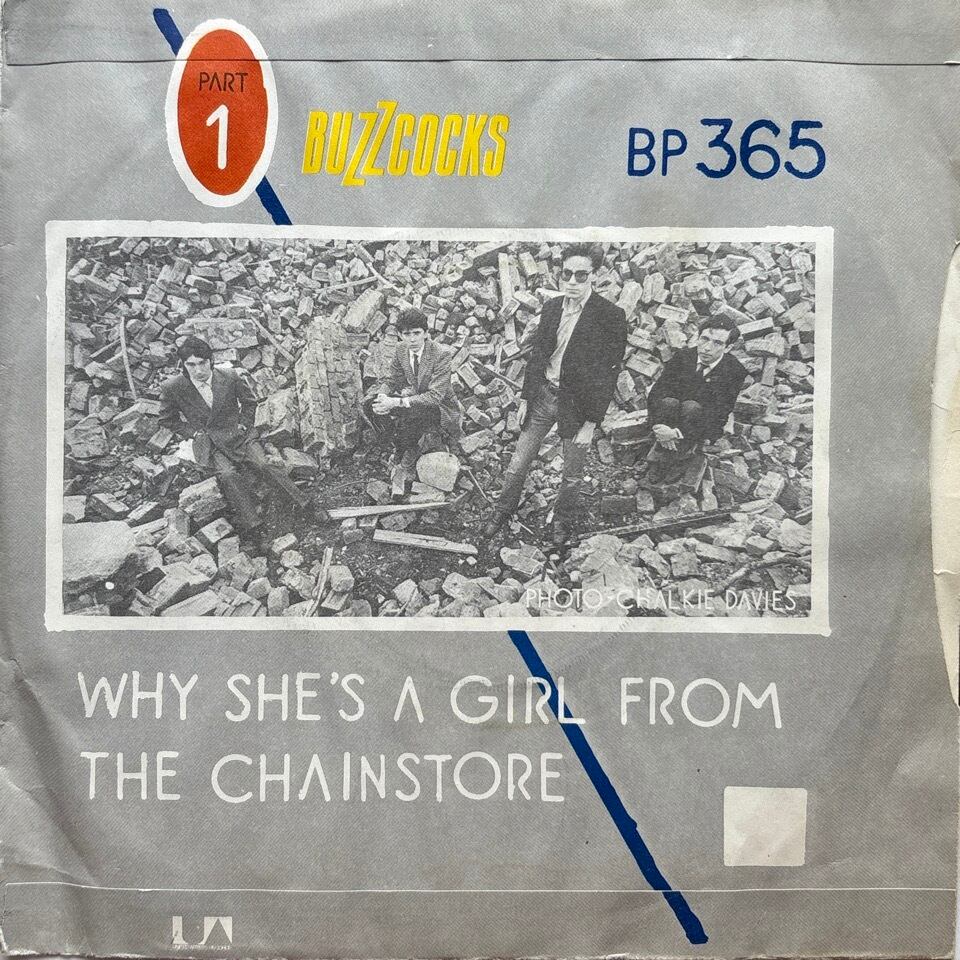 PART
1
BUZZCOCKS
BP 365
PHOTO-CHALKIE DAVIES
WHY SHE'S A GIRL FROM
THE CHAINSTORE
UA